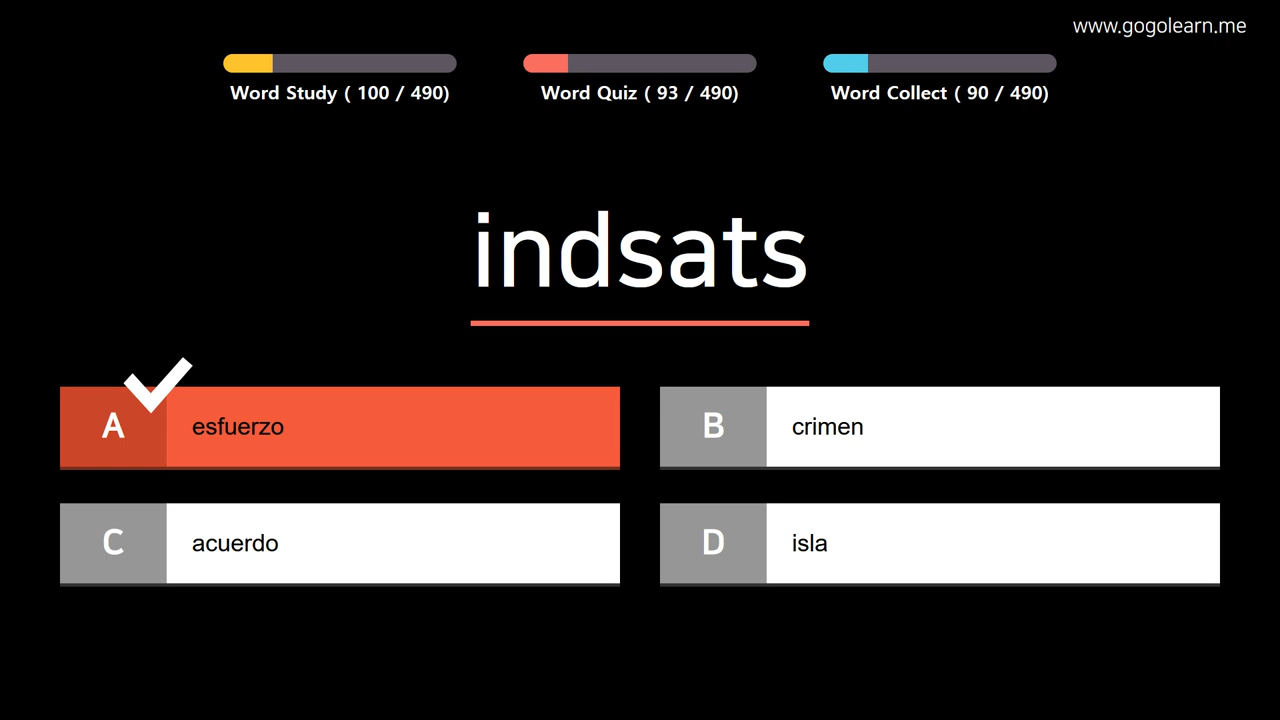 www.gogolearn.me
Word Study ( 100 / 490)
Word Quiz ( 93 / 490)
Word Collect ( 90 / 490)
indsats
A esfuerzo
B crimen
C acuerdo
D isla